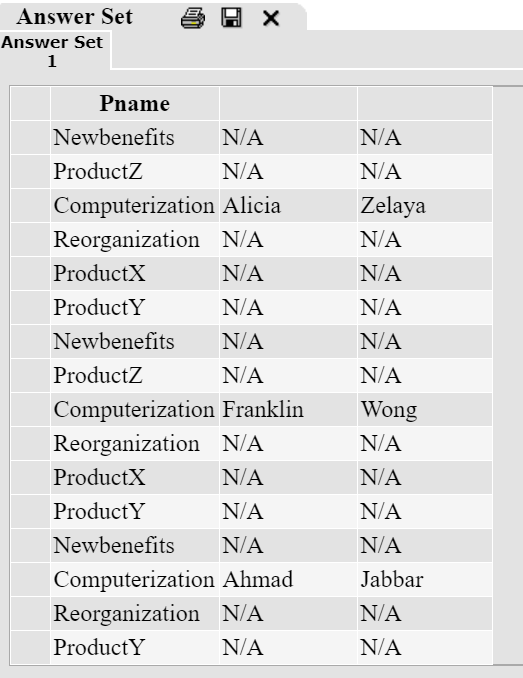 Answer Set
Answer Set
1
Pname
Newbenefits N/A N/A
ProductZ N/A N/A
Computerization Alicia Zelaya
Reorganization N/A N/A
ProductX N/A N/A
ProductY N/A N/A
Newbenefits N/A N/A
ProductZ N/A N/A
Computerization Franklin Wong
Reorganization N/A N/A
ProductX N/A N/A
ProductY N/A N/A
Newbenefits N/A N/A
Computerization Ahmad Jabbar
Reorganization N/A N/A
ProductY N/A N/A